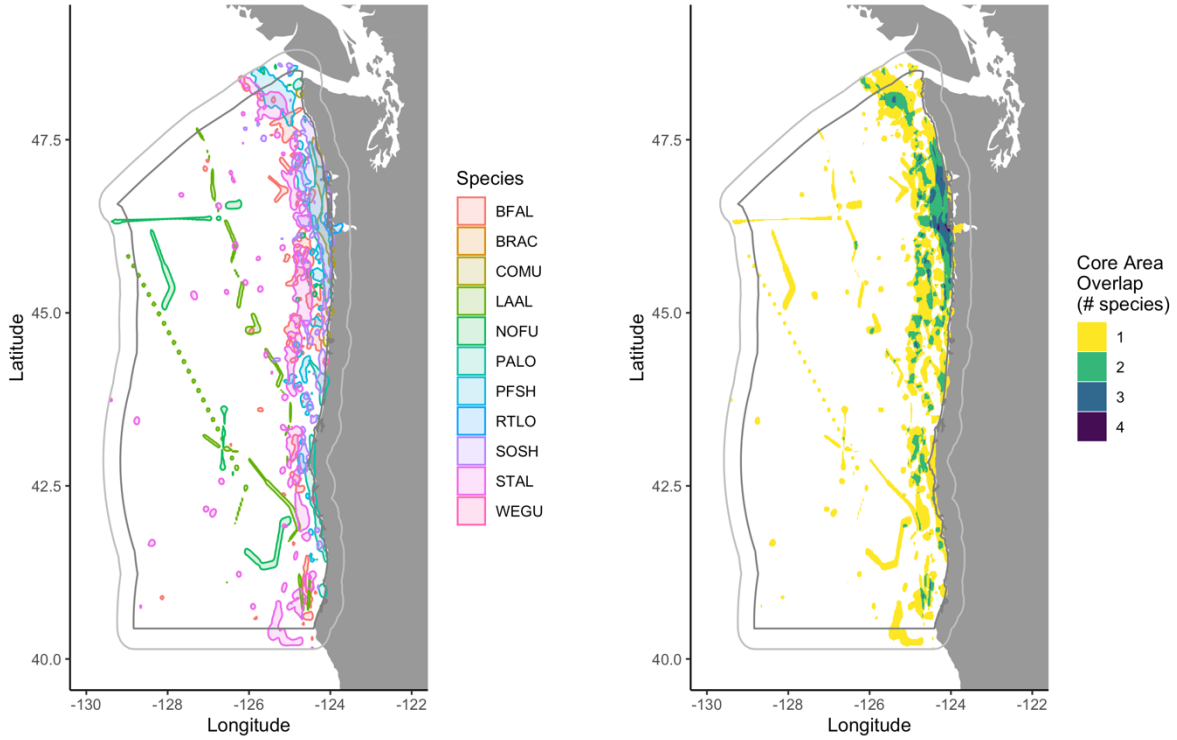 47.5
45.0
42.5
40.0
Latitude
-130
-128
-126
-124
-122
Longitude
Species
BFAL
BRAC
COMU
LAAL
NOFU
PALO
PFSH
RTLO
SOSH
STAL
WEGU
47.5
45.0
42.5
40.0
Latitude
-130
-128
-126
-124
-122
Longitude
Core Area
Overlap
(# species)
1
2
3
4